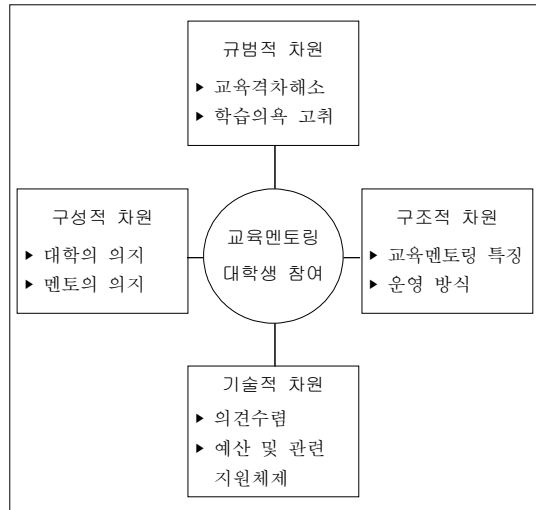 규범적 차원
▶ 교육격차해소
▶ 학습의욕 고취
구성적 차원
▶ 대학의 의지
▶ 멘토의 의지
교육멘토링
대학생 참여
구조적 차원
▶ 교육멘토링 특징
▶ 운영 방식
기술적 차원
▶ 의견수렴
▶ 예산 및 관련
지원체제